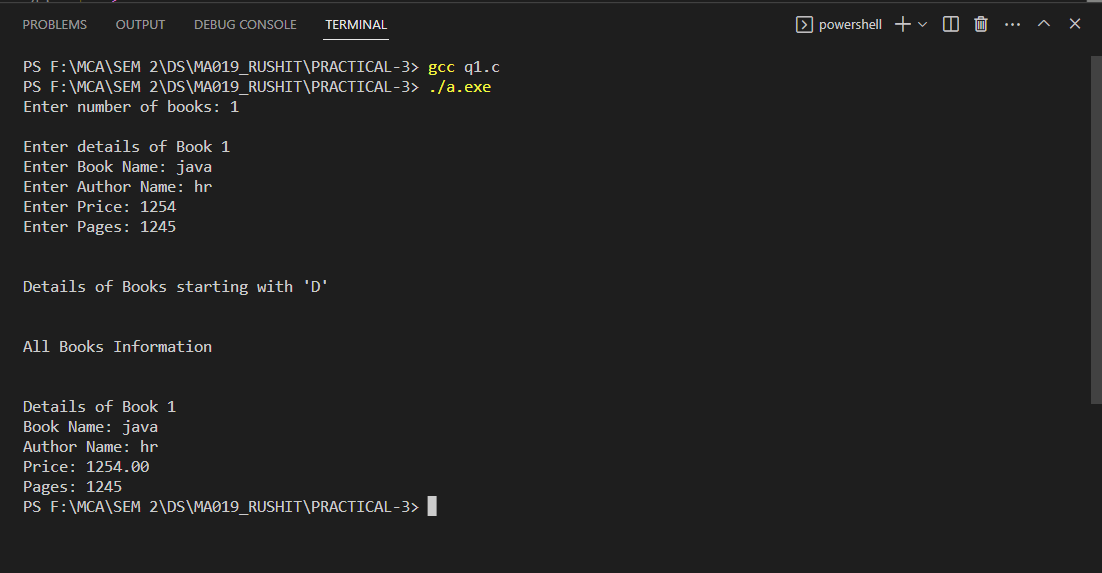 PROBLEMS OUTPUT DEBUG CONSOLE TERMINAL powershell
PS F:\MCA\SEM 2\DS\MA019_RUSHIT\PRACTICAL-3> gcc q1.c
PS F:\MCA\SEM 2\DS\MA019_RUSHIT\PRACTICAL-3> ./a.exe
Enter number of books: 1
Enter details of Book 1
Enter Book Name: java
Enter Author Name: hr
Enter Price: 1254
Enter Pages: 1245
Details of Books starting with 'D'
All Books Information
Details of Book 1
Book Name: java
Author Name: hr
Price: 1254.00
Pages: 1245
PS F:\MCA\SEM 2\DS\MA019_RUSHIT\PRACTICAL-3>